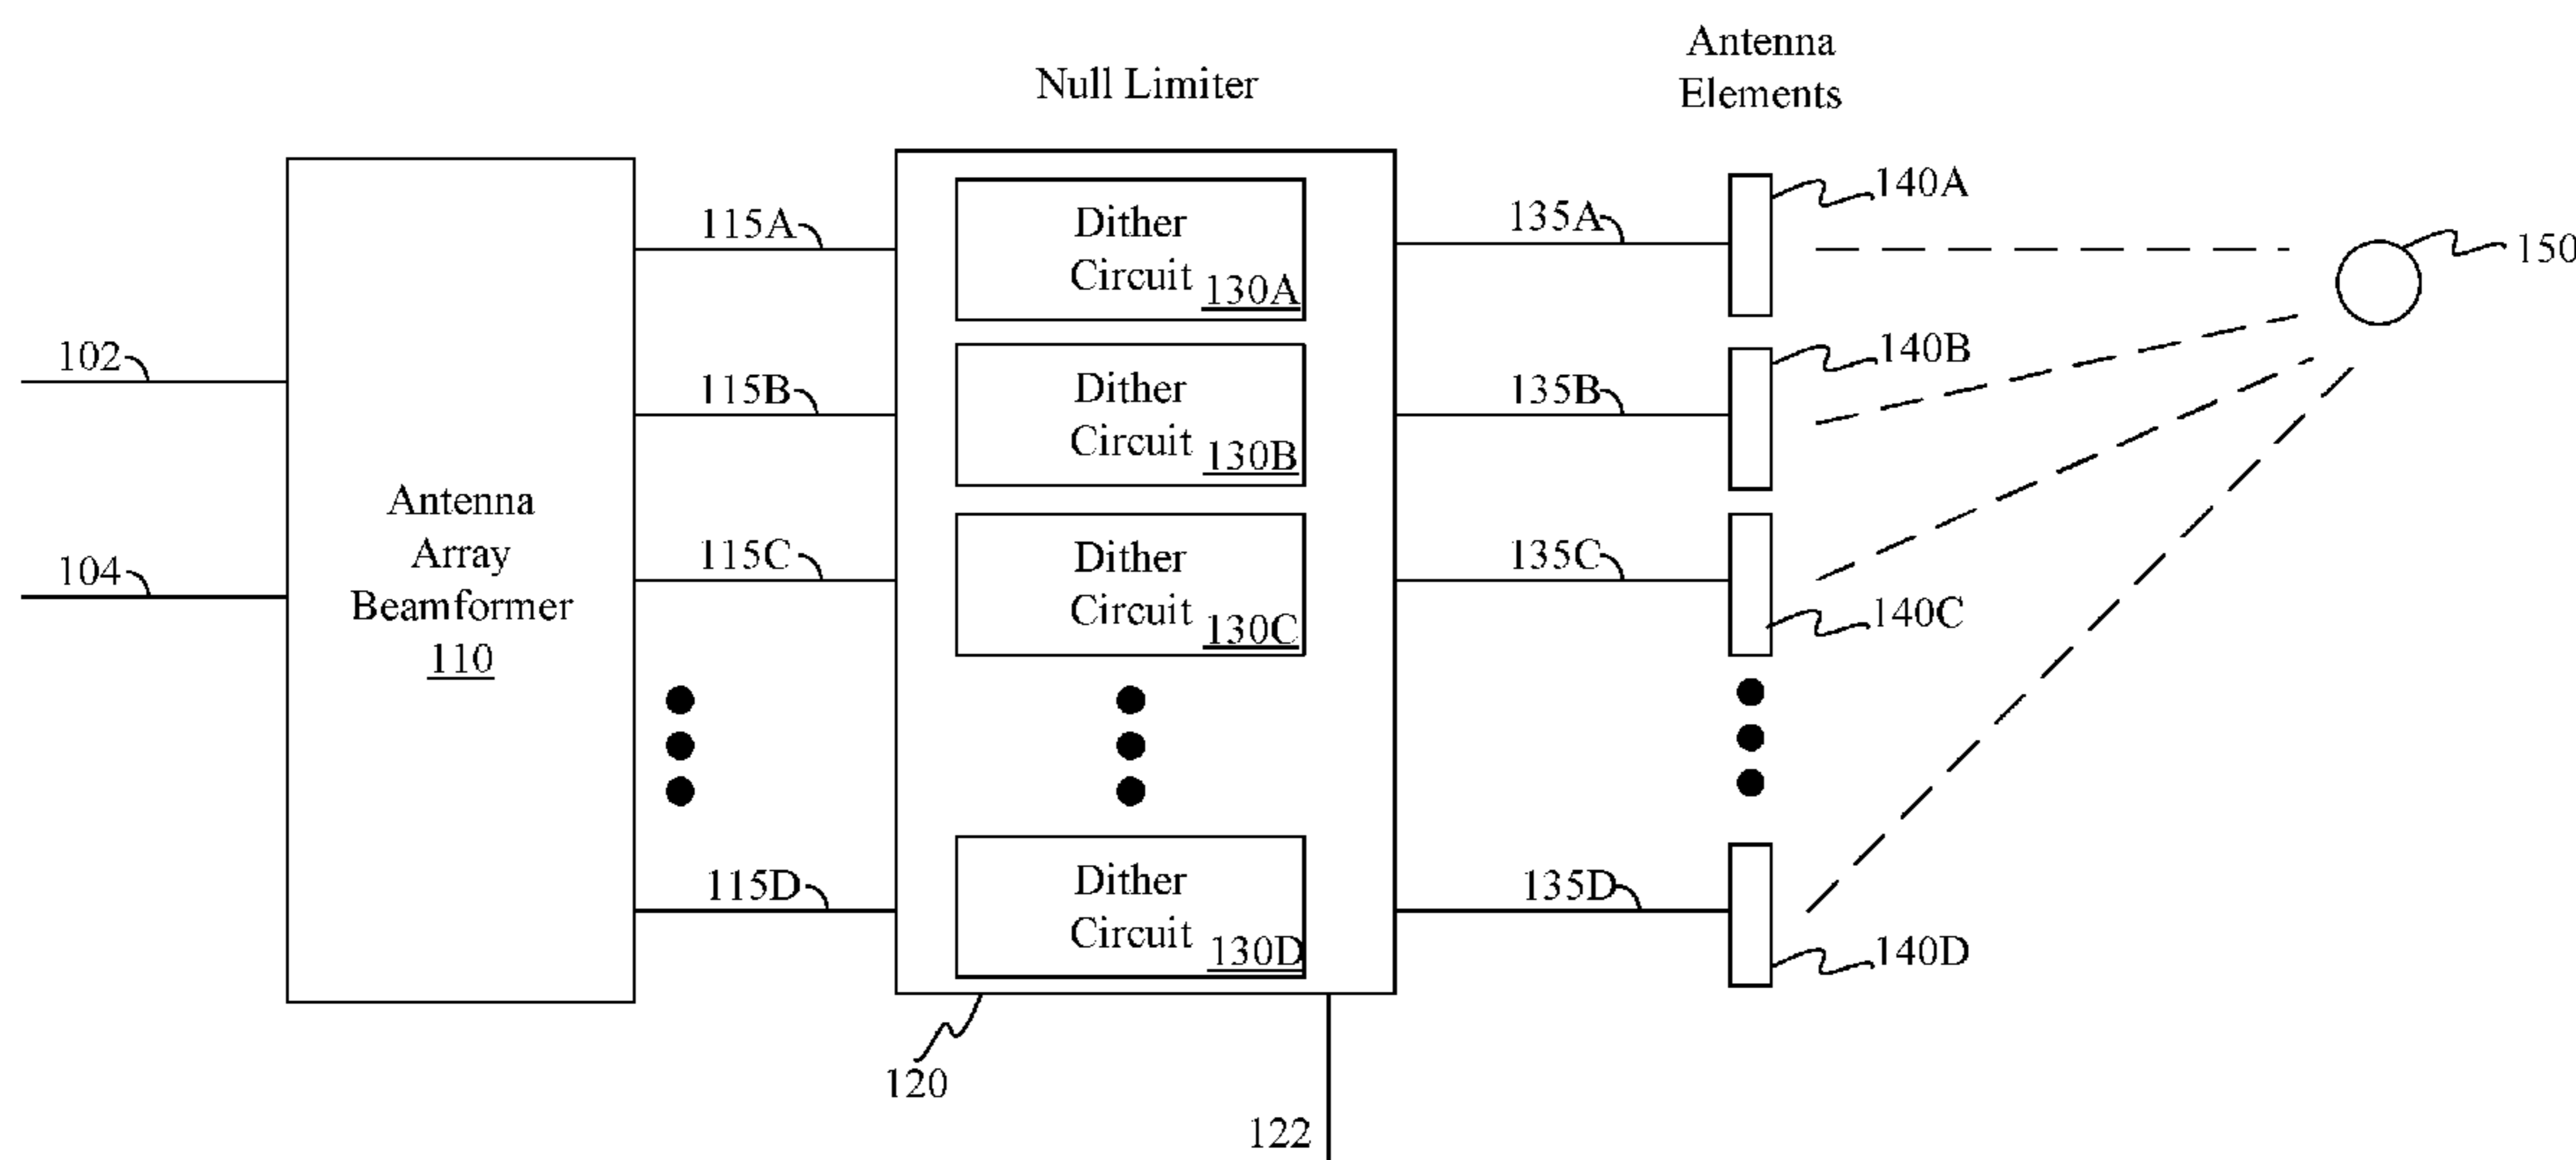 Antenna
Elements
Null Limiter
102
104
Antenna
Array
Beamformer
110
115A
115B
115C
115D
Dither
Circuit 130A
Dither
Circuit 130B
Dither
Circuit 130C
Dither
Circuit 130D
120
122
135A
135B
135C
135D
140A
140B
140C
140D
150